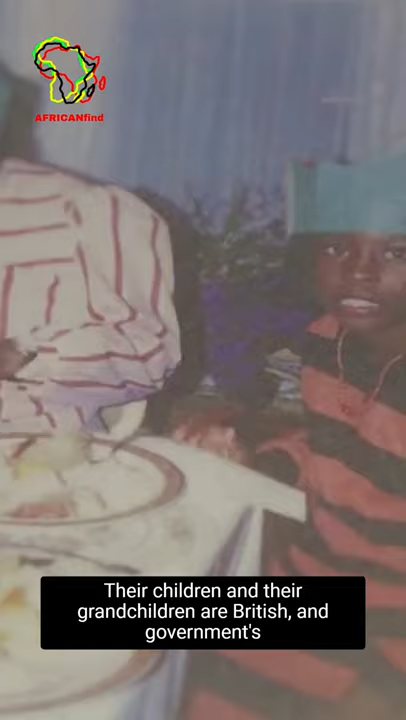 AFRICANfind
Their children and their
grandchildren are British, and
government's